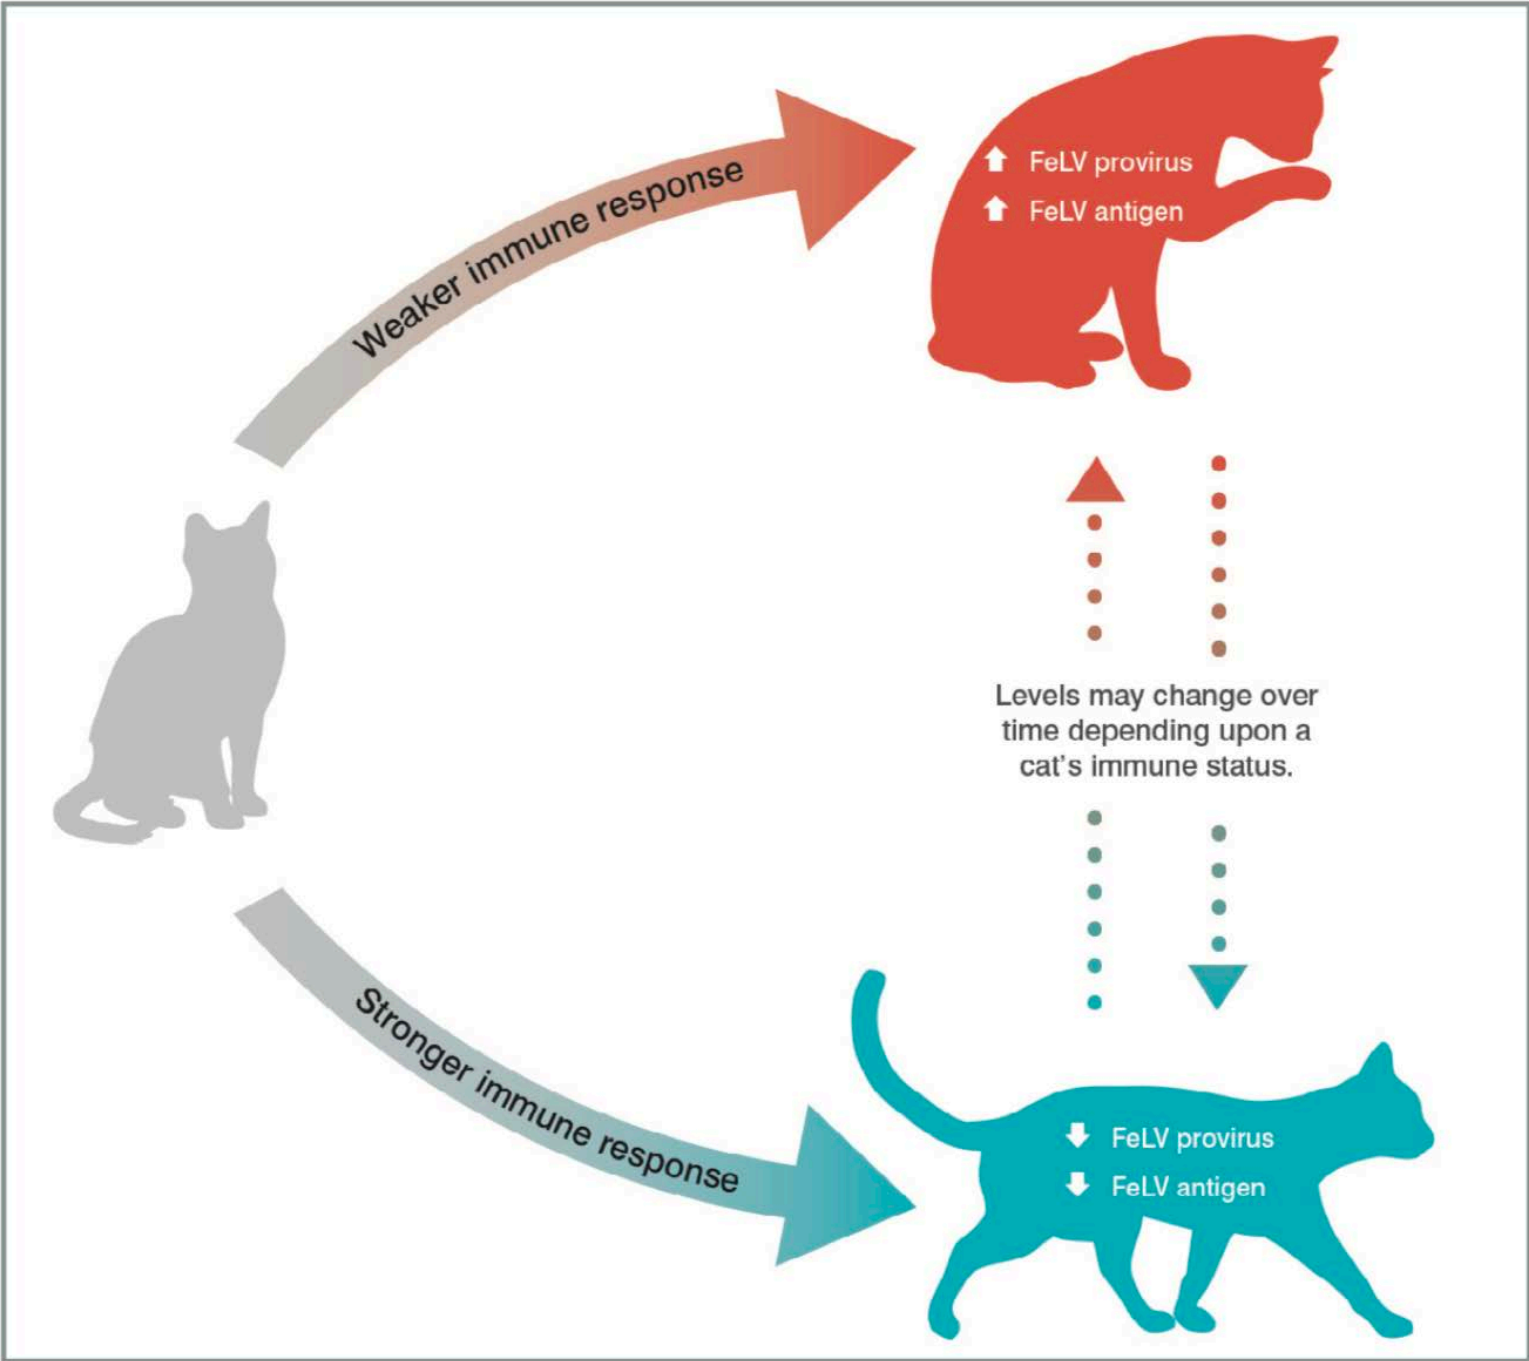 Weaker immune response
⬆ FeLV provirus
⬆ FeLV antigen
Levels may change over
time depending upon a
cat's immune status.
Stronger immune response
⬇ FeLV provirus
⬇ FeLV antigen